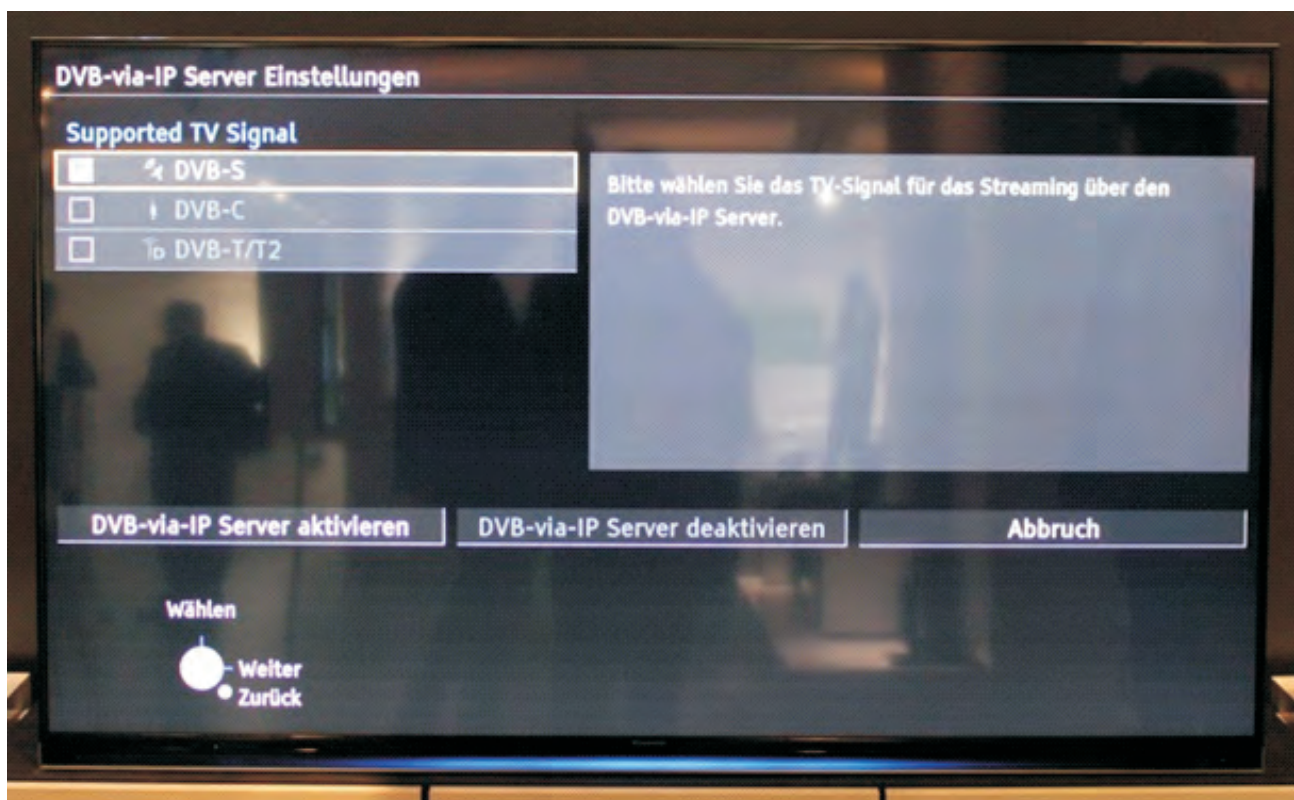 DVB-via-IP Server Einstellungen
Supported TV Signal
DVB-S
DVB-C
DVB-T/T2
Bitte wählen Sie das TV-Signal für das Streaming über den
DVB-via-IP Server.
DVB-via-IP Server aktivieren
DVB-via-IP Server deaktivieren
Abbruch
Wählen
Weiter
Zurück